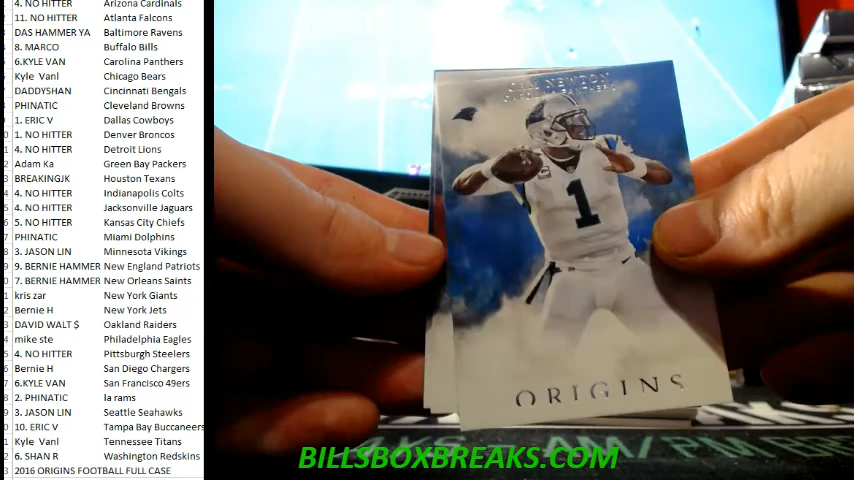 4. NO HITTER Arizona Cardinals
11. NO HITTER Atlanta Falcons
DAS HAMMER YA Baltimore Ravens
8. MARCO Buffalo Bills
6.KYLE VAN Carolina Panthers
Kyle Vanl Chicago Bears
DADDYSHAN Cincinnati Bengals
PHINATIC Cleveland Browns
1. ERIC V Dallas Cowboys
1. NO HITTER Denver Broncos
4. NO HITTER Detroit Lions
Adam Ka Green Bay Packers
BREAKINGJK Houston Texans
4. NO HITTER Indianapolis Colts
4. NO HITTER Jacksonville Jaguars
5. NO HITTER Kansas City Chiefs
PHINATIC Miami Dolphins
3. JASON LIN Minnesota Vikings
9. BERNIE HAMMER New England Patriots
7. BERNIE HAMMER New Orleans Saints
kris zar New York Giants
Bernie H New York Jets
DAVID WALT $ Oakland Raiders
mike ste Philadelphia Eagles
4. NO HITTER Pittsburgh Steelers
Bernie H San Diego Chargers
6.KYLE VAN San Francisco 49ers
2. PHINATIC la rams
3. JASON LIN Seattle Seahawks
10. ERIC V Tampa Bay Buccaneers
Kyle Vanl Tennessee Titans
6. SHAN R Washington Redskins
2016 ORIGINS FOOTBALL FULL CASE
CAM NEWTON
CAROLINA PANTHERS
1
ORIGINS
BILLSBOXBREAKS.COM